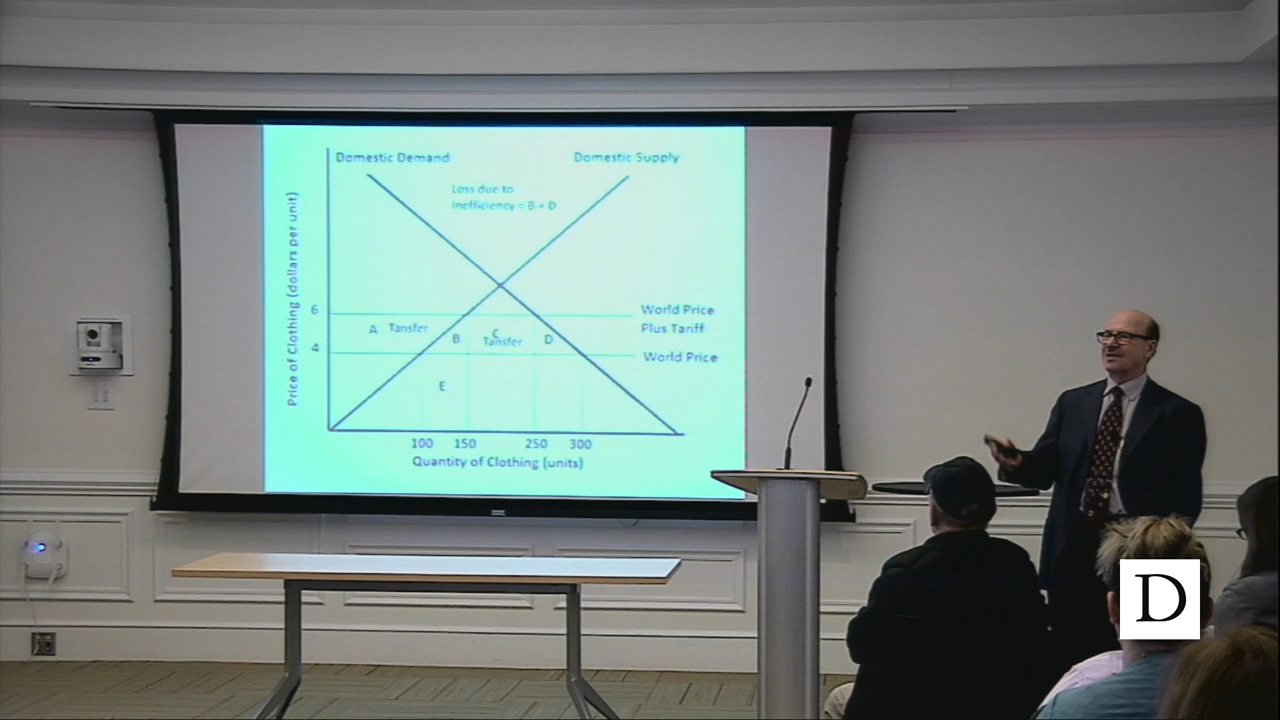 Domestic Demand
Domestic Supply
Loss due to
Inefficiency = B + D
Price of Clothing (dollars per unit)
6
World Price
Plus Tariff
A Tansfer
B
C
Tansfer
D
4
World Price
E
100 150 250 300
Quantity of Clothing (units)
D